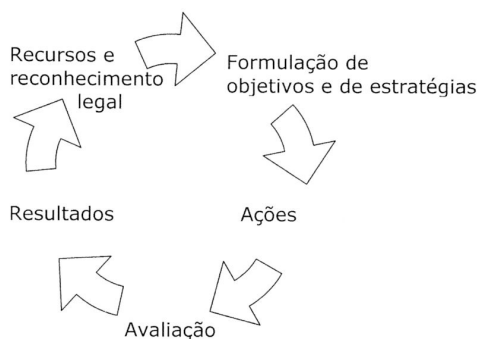 Recursos e
reconhecimento
legal
Formulação de
objetivos e de estratégias
Ações
Avaliação
Resultados